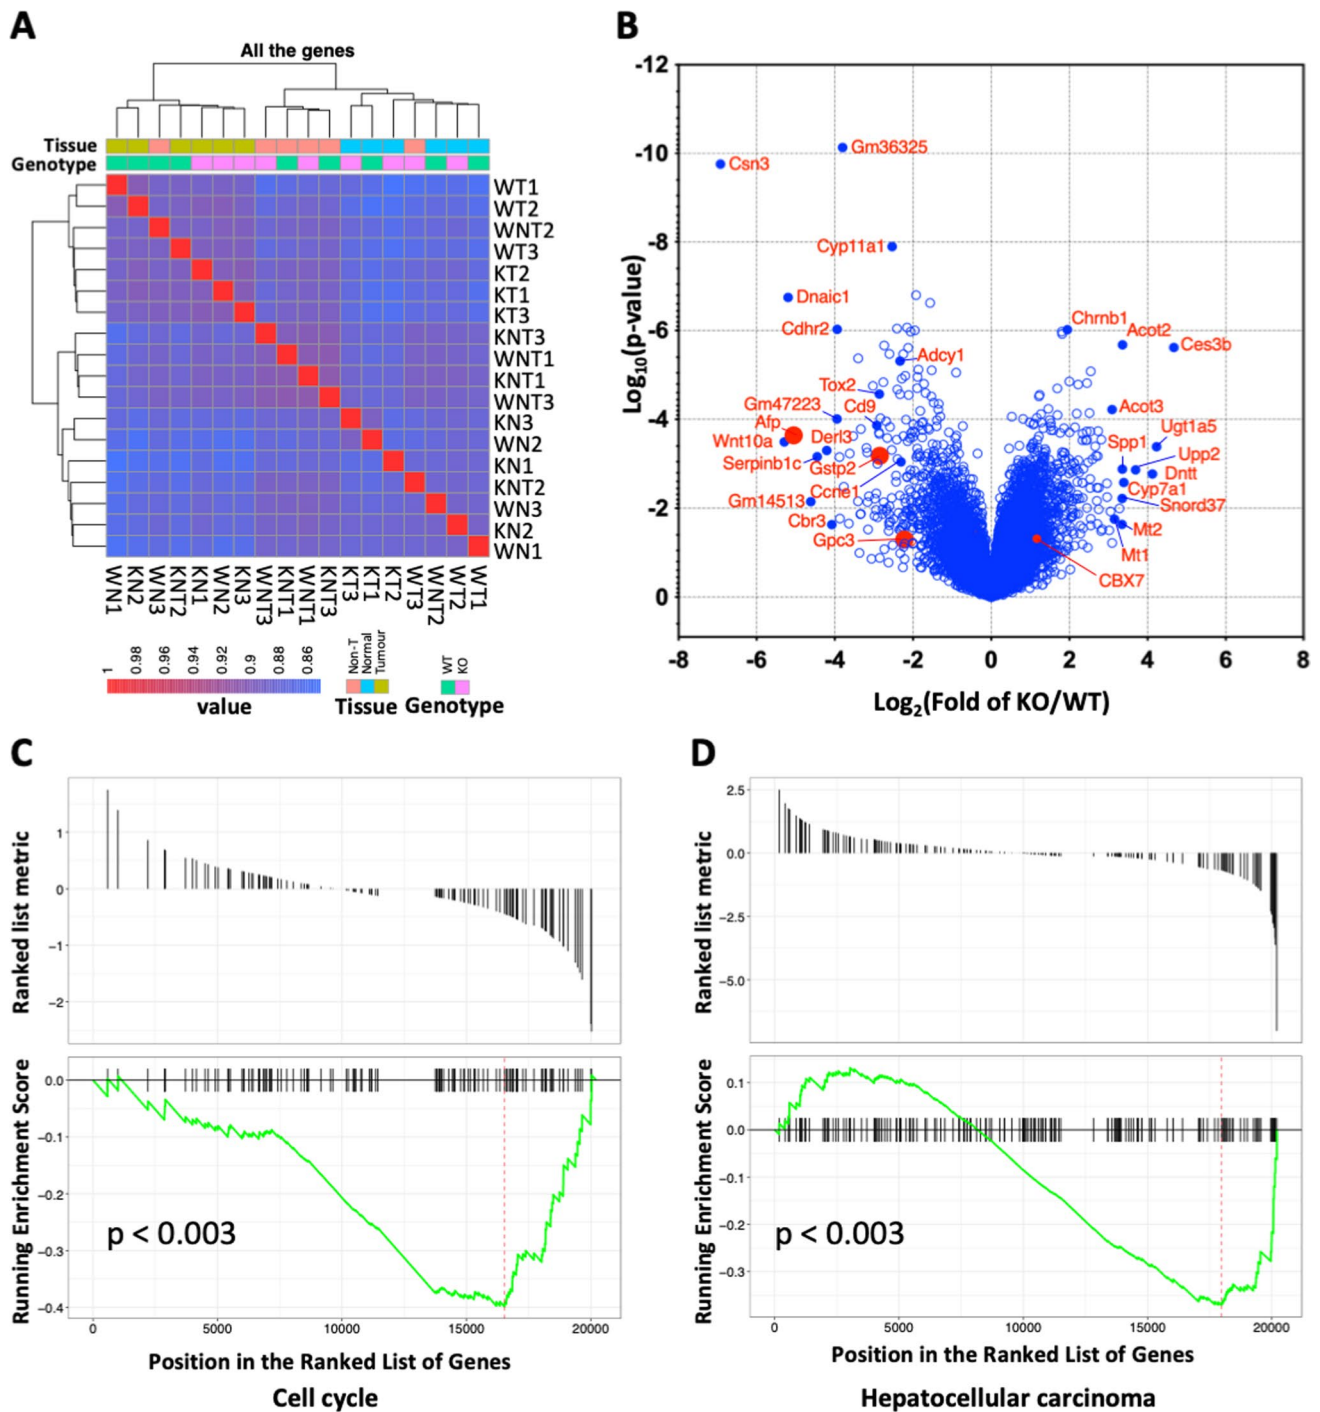 A
All the genes
Tissue
Genotype
WT1
WT2
WNT2
WT3
KT2
KT1
KT3
KNT3
WNT1
KNT1
WNT3
KN3
WN2
KN1
KNT2
WN3
KN2
WN1
WN1
KN2
WN3
KNT2
KN1
WN2
KN3
WNT3
KNT1
WNT1
KNT3
KT3
KT1
KT2
WT3
WNT2
WT2
WT1
1
0.98
0.96
0.94
0.92
0.9
0.88
0.86
value
Non-T
Normal
Tumour
Tissue
WT
KO
Genotype
B
Log10(p-value)
-12
-10
-8
-6
-4
-2
0
Csn3
Gm36325
Cyp11a1
Dnaic1
Cdhr2
Adcy1
Chrnb1
Acot2
Ces3b
Tox2
Gm47223
Cd9
Acot3
Afp
Wnt10a
Derl3
Ugt1a5
Spp1
Upp2
Serpinb1c
Gstp2
Dntt
Ccne1
Cyp7a1
Gm14513
Snord37
Cbr3
Mt2
Gpc3
Mt1
CBX7
-8
-6
-4
-2
0
2
4
6
8
Log2(Fold of KO/WT)
C
Ranked list metric
1
0
−1
−2
Running Enrichment Score
0.0
−0.1
−0.2
−0.3
−0.4
p < 0.003
0
5000
10000
15000
20000
Position in the Ranked List of Genes
Cell cycle
D
Ranked list metric
2.5
0.0
−2.5
−5.0
Running Enrichment Score
0.1
0.0
−0.1
−0.2
−0.3
p < 0.003
0
5000
10000
15000
20000
Position in the Ranked List of Genes
Hepatocellular carcinoma